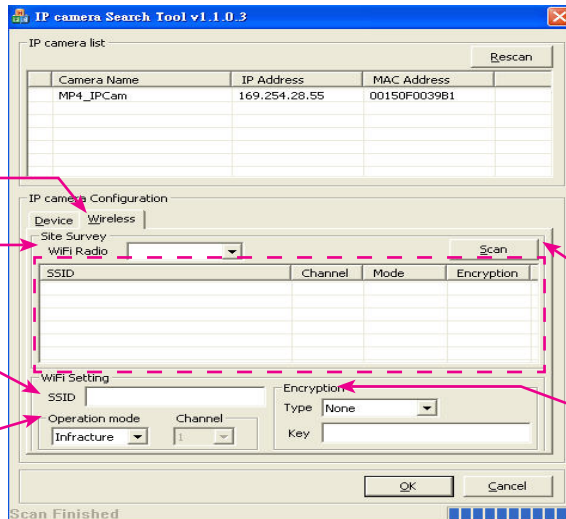 IP camera Search Tool v1.1.0.3
IP camera list
Rescan
Camera Name IP Address MAC Address
MP4_IPCam 169.254.28.55 00150F0039B1
IP camera Configuration
Device Wireless
Site Survey
WiFi Radio Scan
SSID Channel Mode Encryption
WiFi Setting
SSID
Encryption
Type None
Operation mode Channel
Infracture 1
Key
OK Cancel
Scan Finished